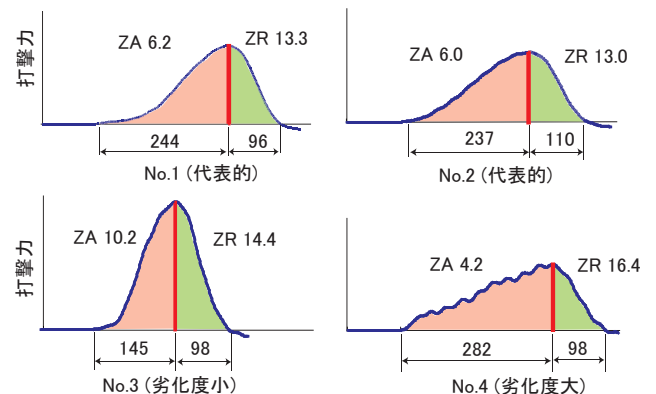 打撃力
ZA 6.2
ZR 13.3
244
96
No.1 (代表的)
ZA 6.0
ZR 13.0
237
110
No.2 (代表的)
打撃力
ZA 10.2
ZR 14.4
145
98
No.3 (劣化度小)
ZA 4.2
ZR 16.4
282
98
No.4 (劣化度大)